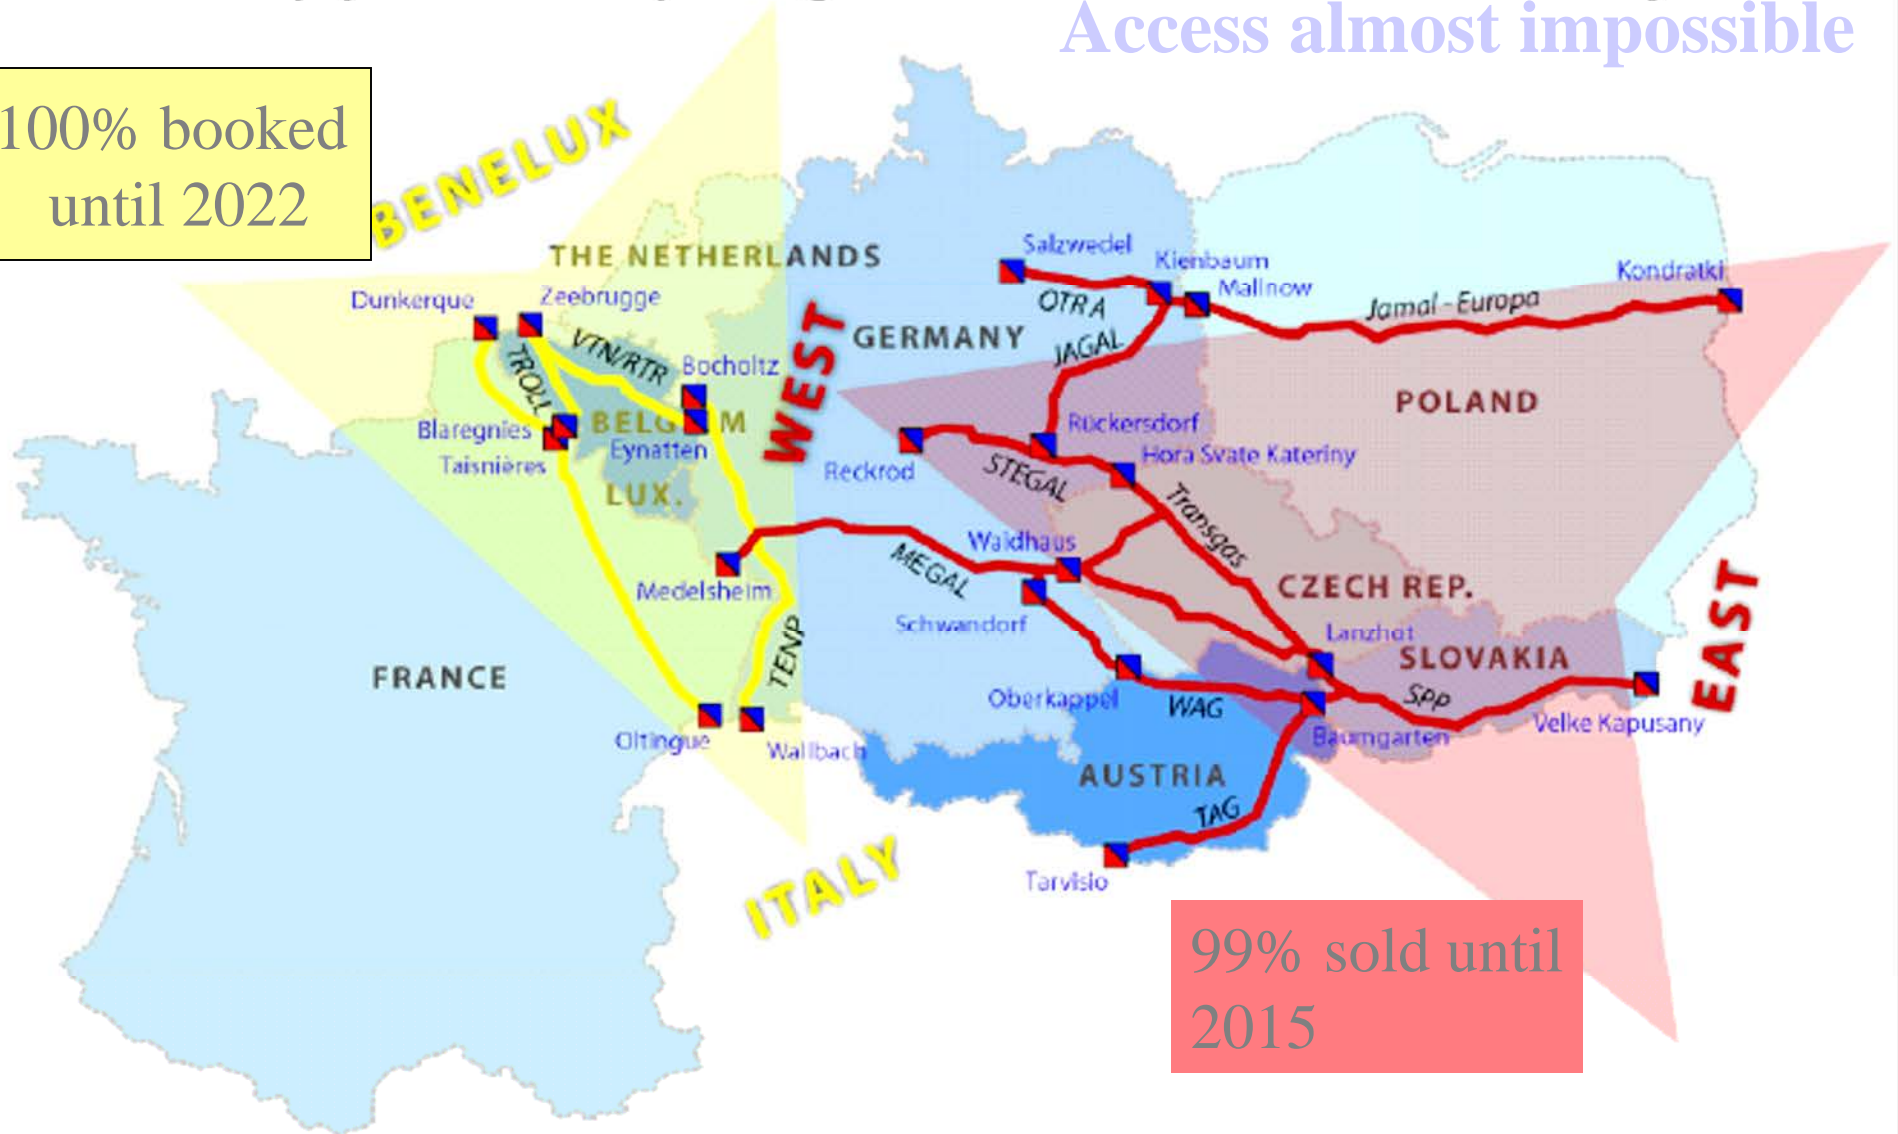 Access almost impossible
100% booked
until 2022
BENELUX
THE NETHERLANDS
Salzwedel
Kienbaum
Mallnow
Kondratki
Dunkerque
Zeebrugge
OTRA
Jamal-Europa
WEST
GERMANY
JAGAL
VTN/RTR
TROLL
Bocholtz
POLAND
Blaregnies
BELG M
Rückersdorf
Taisnières
Eynatten
Reckrod
STEGAL
Hora Svate Kateriny
LUX.
Transgas
Waidhaus
MEGAL
Medelsheim
CZECH REP.
EAST
Schwandorf
Lanzhot
SLOVAKIA
TENP
FRANCE
Oberkappel
WAG
SPP
Velke Kapusany
Oltingue
Wallbach
Baumgarten
AUSTRIA
TAG
ITALY
Tarvisio
99% sold until
2015